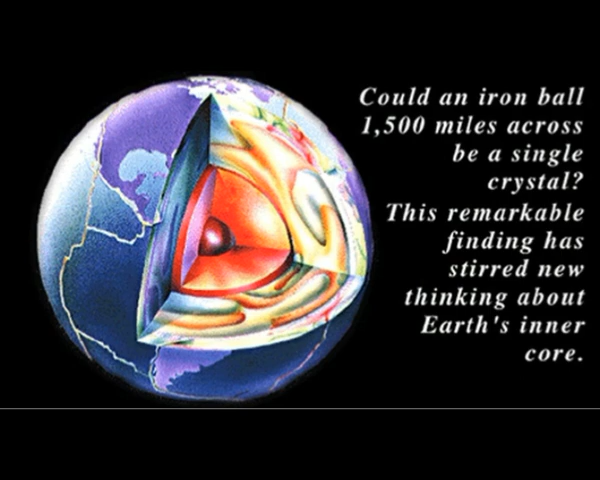 Could an iron ball
1,500 miles across
be a single
crystal?
This remarkable
finding has
stirred new
thinking about
Earth's inner
core.